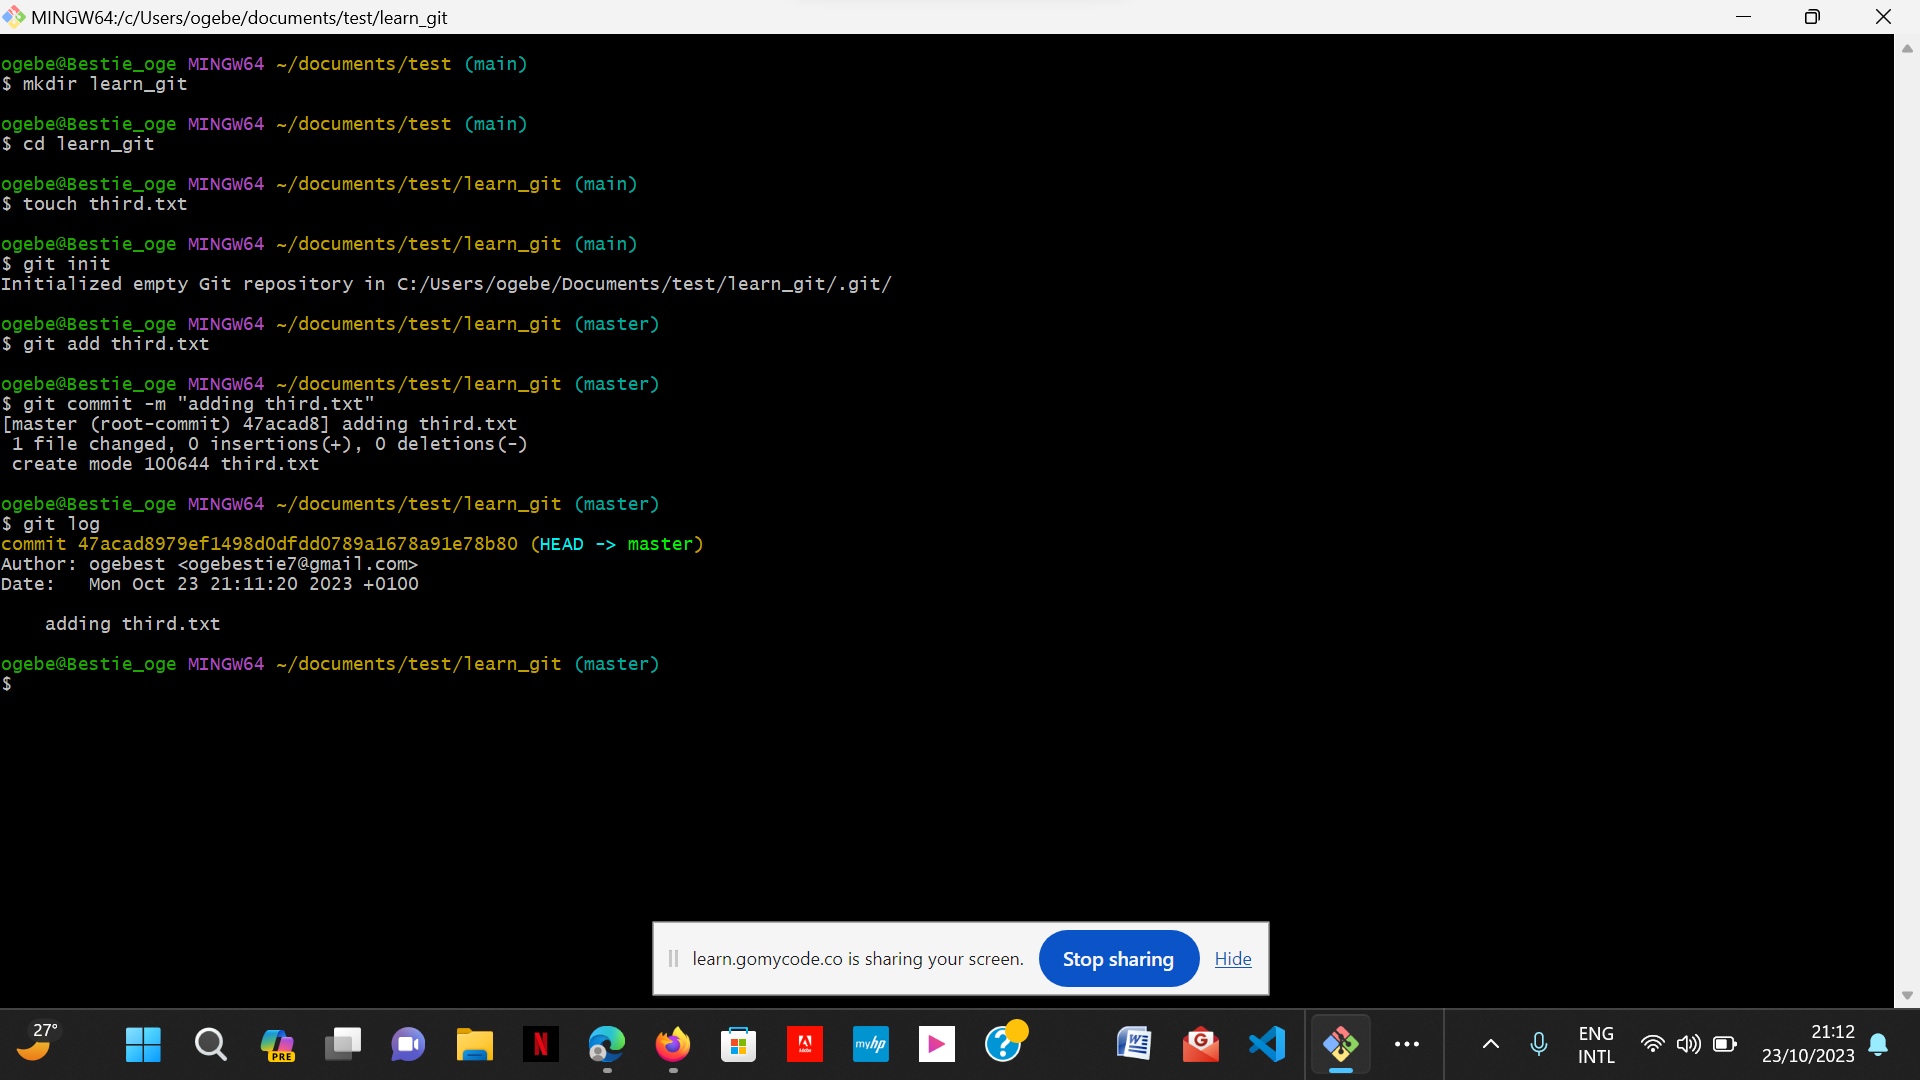 MINGW64:/c/Users/ogebe/documents/test/learn_git
ogebe@Bestie_oge MINGW64 ~/documents/test (main)
$ mkdir learn_git
ogebe@Bestie_oge MINGW64 ~/documents/test (main)
$ cd learn_git
ogebe@Bestie_oge MINGW64 ~/documents/test/learn_git (main)
$ touch third.txt
ogebe@Bestie_oge MINGW64 ~/documents/test/learn_git (main)
$ git init
Initialized empty Git repository in C:/Users/ogebe/Documents/test/learn_git/.git/
ogebe@Bestie_oge MINGW64 ~/documents/test/learn_git (master)
$ git add third.txt
ogebe@Bestie_oge MINGW64 ~/documents/test/learn_git (master)
$ git commit -m "adding third.txt"
[master (root-commit) 47acad8] adding third.txt
 1 file changed, 0 insertions(+), 0 deletions(-)
 create mode 100644 third.txt
ogebe@Bestie_oge MINGW64 ~/documents/test/learn_git (master)
$ git log
commit 47acad8979ef1498d0dfdd0789a1678a91e78b80 (HEAD -> master)
Author: ogebest <ogebestie7@gmail.com>
Date:   Mon Oct 23 21:11:20 2023 +0100
    adding third.txt
ogebe@Bestie_oge MINGW64 ~/documents/test/learn_git (master)
$
learn.gomycode.co is sharing your screen. Stop sharing Hide
27°
PRE
N
Adobe
myhp
?
W
G
ENG
INTL
21:12
23/10/2023